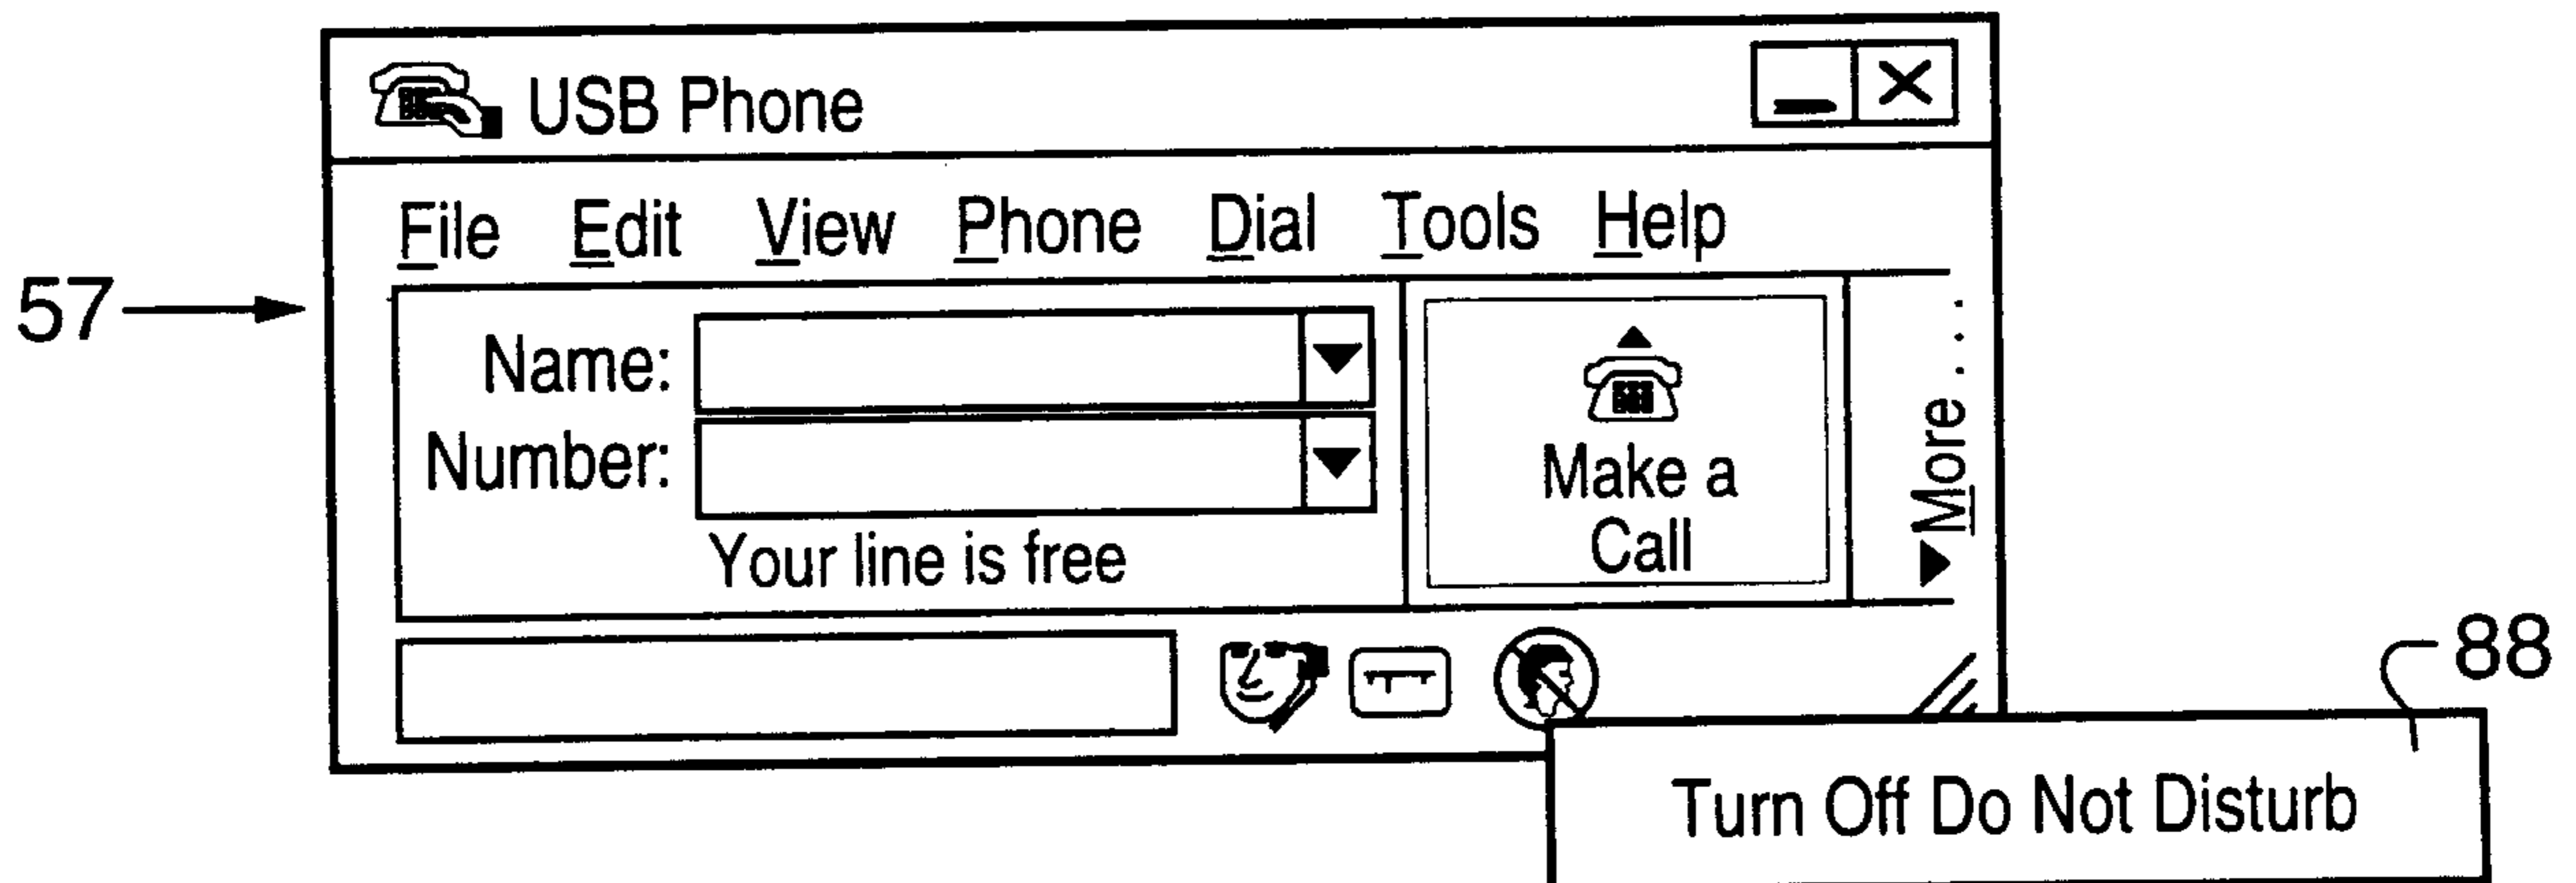 USB Phone
File Edit View Phone Dial Tools Help
57
Name:
Number:
Your line is free
Make a
Call
More . . .
88
Turn Off Do Not Disturb